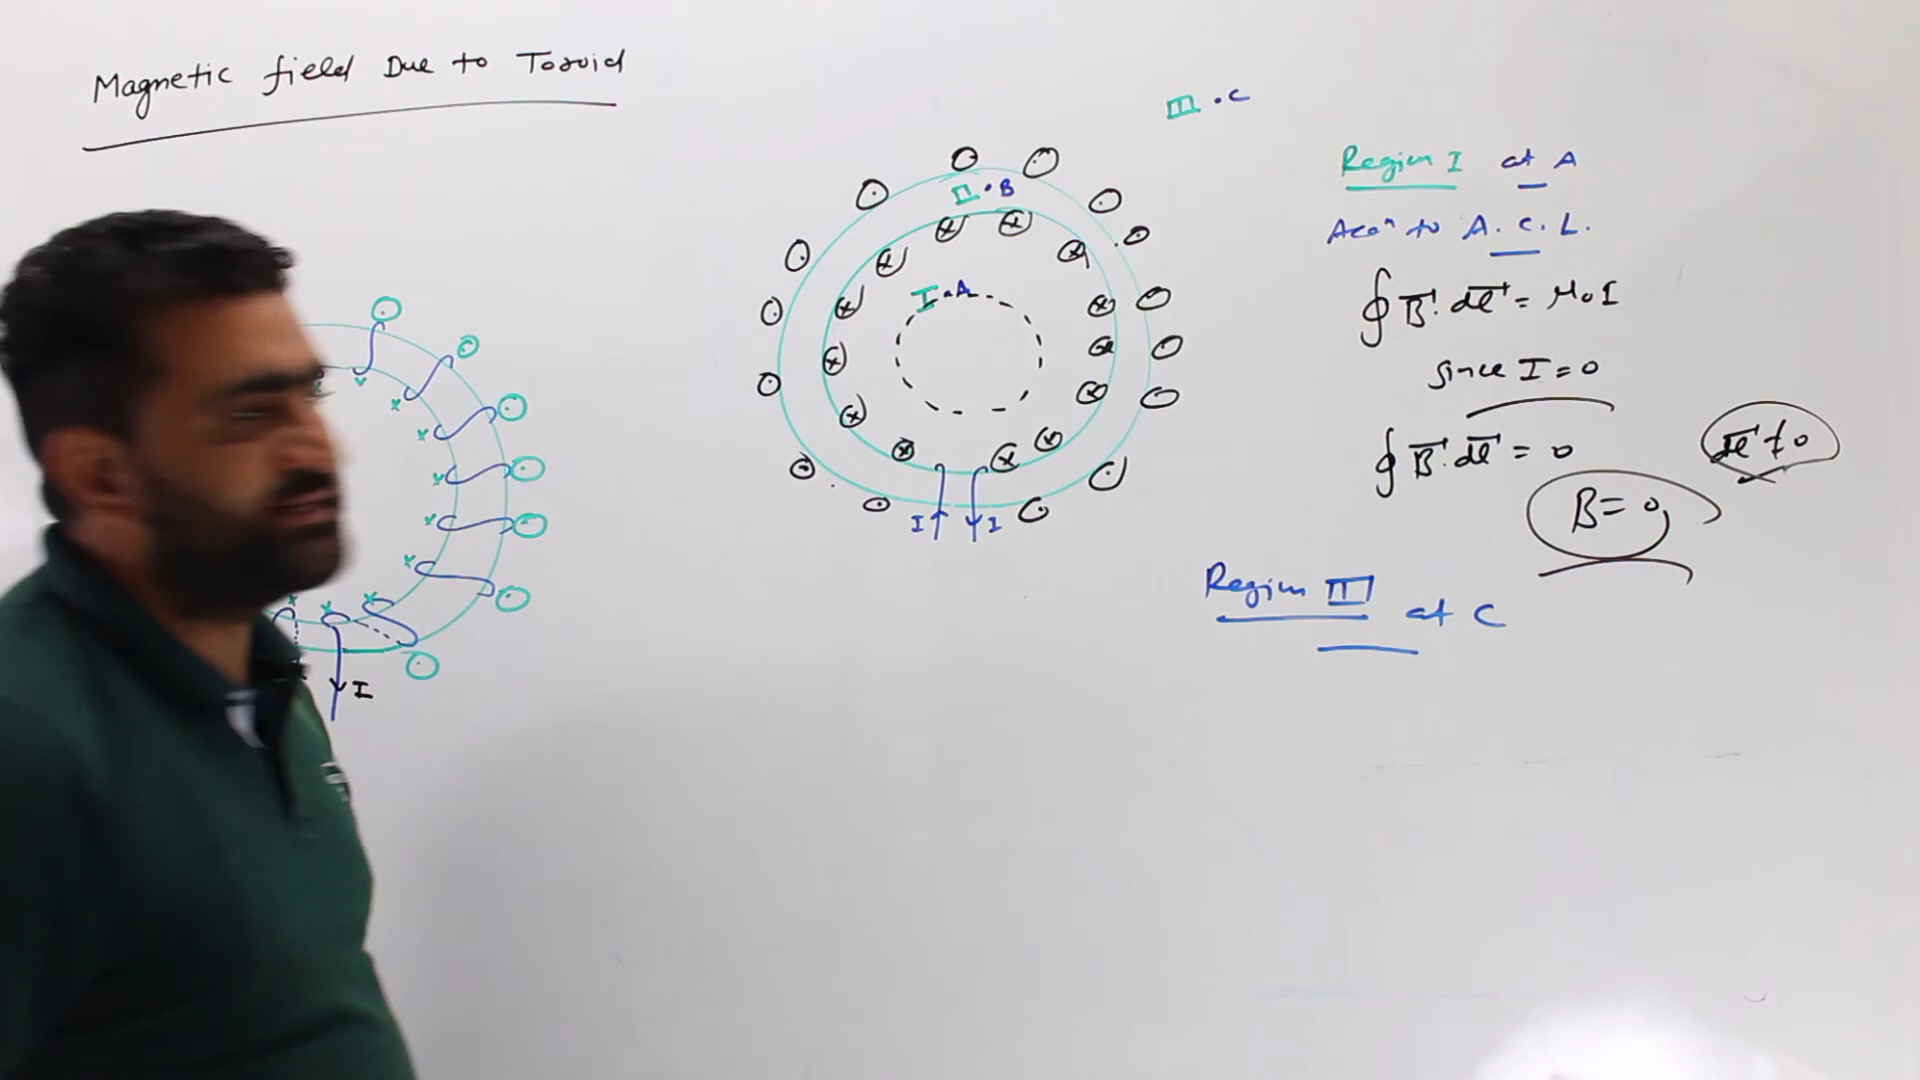 Magnetic field Due to Toroid
III . C
II . B
I . A
I I
I
Region I at A
Accn to A.C.L.
∮ B⃗. dl⃗ = μ₀ I
since I = 0
∮ B⃗. dl⃗ = 0
dl⃗ ≠ 0
B = 0
Region III at C